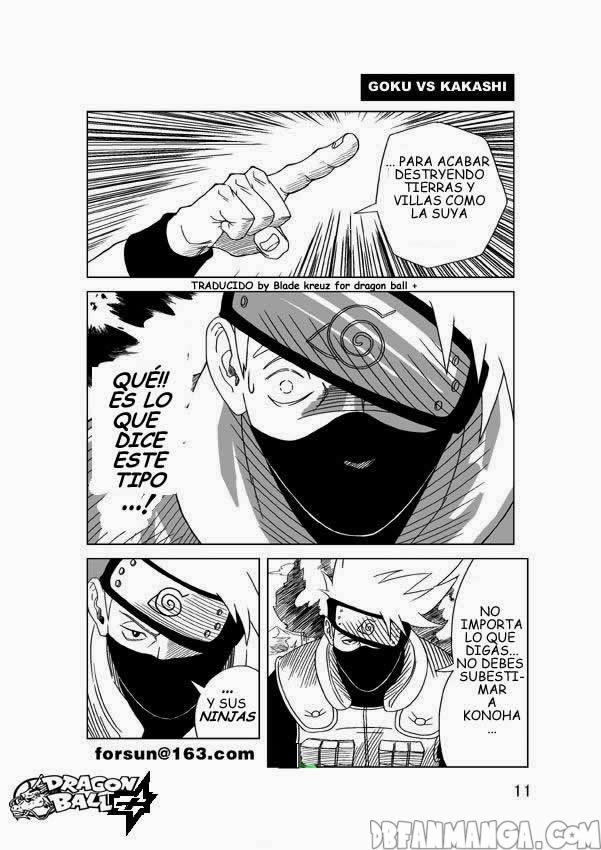 GOKU VS KAKASHI
... PARA ACABAR
DESTRYENDO
TIERRAS Y
VILLAS COMO
LA SUYA
TRADUCIDO by Blade kreuz for dragon ball +
QUÉ!!
ES LO
QUE
DICE
ESTE
TIPO
...!
...
Y SUS
NINJAS
NO
IMPORTA
LO QUE
DIGAS...
NO DEBES
SUBESTI-
MAR
A
KONOHA
...
forsun@163.com
DRAGON
BALL
11
DBFANMANGA.COM